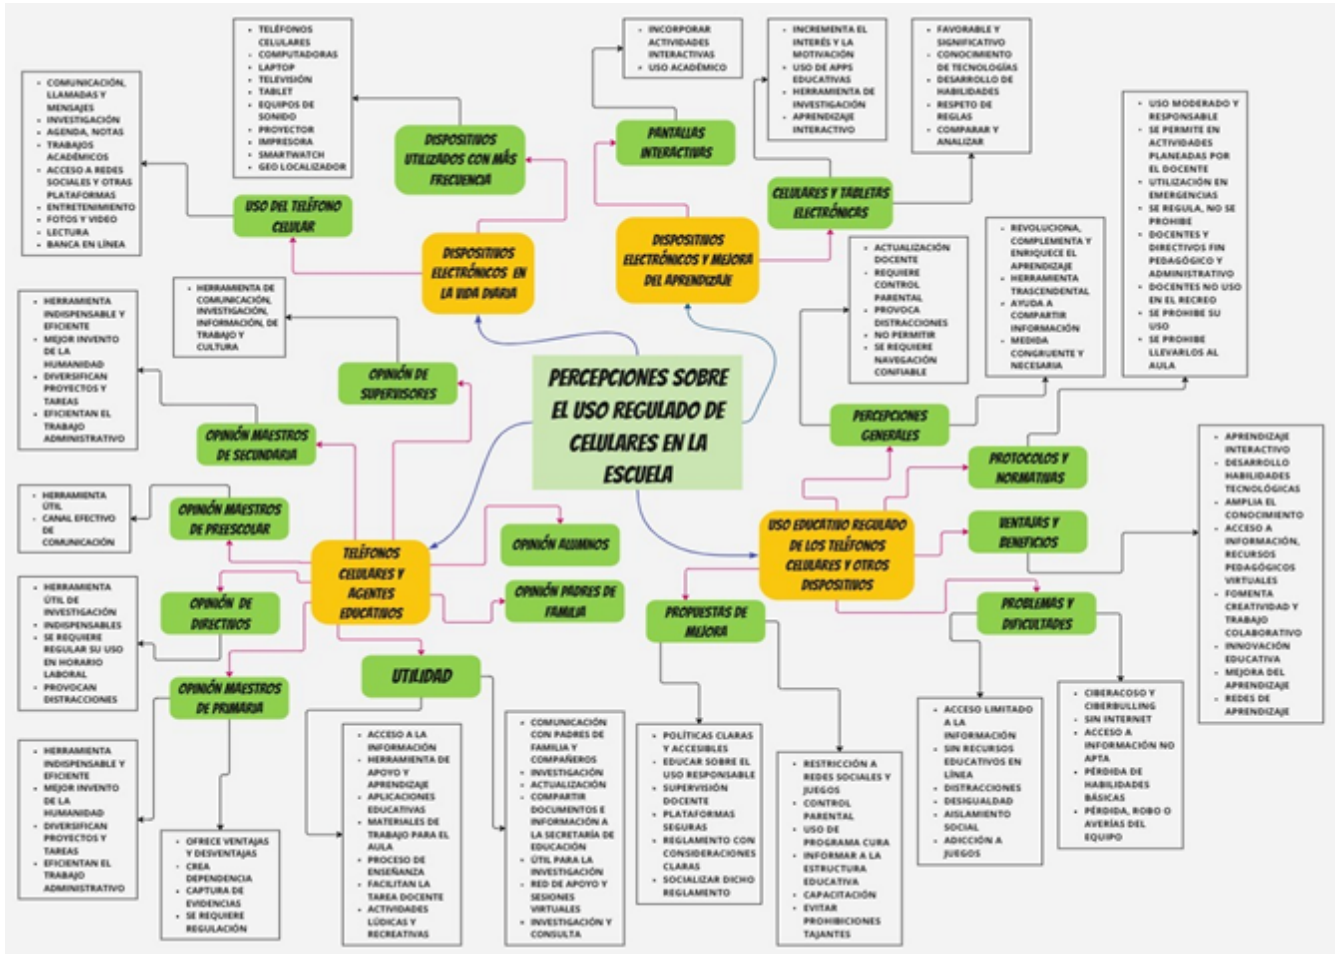 PERCEPCIONES SOBRE
EL USO REGULADO DE
CELULARES EN LA
ESCUELA
DISPOSITIVOS
ELECTRÓNICOS EN
LA VIDA DIARIA
USO DEL TELÉFONO
CELULAR
• COMUNICACIÓN,
LLAMADAS Y
MENSAJES
• INVESTIGACIÓN
• AGENDA, NOTAS
• TRABAJOS
ACADÉMICOS
• ACCESO A REDES
SOCIALES Y OTRAS
PLATAFORMAS
• ENTRETENIMIENTO
• FOTOS Y VIDEO
• LECTURA
• BANCA EN LÍNEA
DISPOSITIVOS
UTILIZADOS CON MÁS
FRECUENCIA
• TELÉFONOS
CELULARES
• COMPUTADORAS
• LAPTOP
• TELEVISIÓN
• TABLET
• EQUIPOS DE
SONIDO
• PROYECTOR
• IMPRESORA
• SMARTWATCH
• GEO LOCALIZADOR
DISPOSITIVOS
ELECTRÓNICOS Y MEJORA
DEL APRENDIZAJE
PANTALLAS
INTERACTIVAS
• INCORPORAR
ACTIVIDADES
INTERACTIVAS
• USO ACADÉMICO
CELULARES Y TABLETAS
ELECTRÓNICAS
• INCREMENTA EL
INTERÉS Y LA
MOTIVACIÓN
• USO DE APPS
EDUCATIVAS
• HERRAMIENTA DE
INVESTIGACIÓN
• APRENDIZAJE
INTERACTIVO
• FAVORABLE Y
SIGNIFICATIVO
• CONOCIMIENTO
DE TECNOLOGÍAS
• DESARROLLO DE
HABILIDADES
• RESPETO DE
REGLAS
• COMPARAR Y
ANALIZAR
USO EDUCATIVO REGULADO
DE LOS TELÉFONOS
CELULARES Y OTROS
DISPOSITIVOS
PERCEPCIONES
GENERALES
• ACTUALIZACIÓN
DOCENTE
• REQUIERE
CONTROL
PARENTAL
• PROVOCA
DISTRACCIONES
• NO PERMITIR
• SE REQUIERE
NAVEGACIÓN
CONFIABLE
• REVOLUCIONA,
COMPLEMENTA Y
ENRIQUECE EL
APRENDIZAJE
• HERRAMIENTA
TRASCENDENTAL
• AYUDA A
COMPARTIR
INFORMACIÓN
• MEDIDA
CONGRUENTE Y
NECESARIA
PROTOCOLOS Y
NORMATIVAS
• USO MODERADO Y
RESPONSABLE
• SE PERMITE EN
ACTIVIDADES
PLANEADAS POR
EL DOCENTE
• UTILIZACIÓN EN
EMERGENCIAS
• SE REGULA, NO SE
PROHIBE
• DOCENTES Y
DIRECTIVOS FIN
PEDAGÓGICO Y
ADMINISTRATIVO
• DOCENTES NO USO
EN EL RECREO
• SE PROHIBE SU
USO
• SE PROHIBE
LLEVARLOS AL
AULA
VENTAJAS Y
BENEFICIOS
• APRENDIZAJE
INTERACTIVO
• DESARROLLO
HABILIDADES
TECNOLÓGICAS
• AMPLIA EL
CONOCIMIENTO
• ACCESO A
INFORMACIÓN,
RECURSOS
PEDAGÓGICOS
VIRTUALES
• FOMENTA
CREATIVIDAD Y
TRABAJO
COLABORATIVO
• INNOVACIÓN
EDUCATIVA
• MEJORA DEL
APRENDIZAJE
• REDES DE
APRENDIZAJE
PROBLEMAS Y
DIFICULTADES
• ACCESO LIMITADO
A LA
INFORMACIÓN
• SIN RECURSOS
EDUCATIVOS EN
LÍNEA
• DISTRACCIONES
• DESIGUALDAD
• AISLAMIENTO
SOCIAL
• ADICCIÓN A
JUEGOS
• CIBERACOSO Y
CIBERBULLING
• SIN INTERNET
• ACCESO A
INFORMACIÓN NO
APTA
• PÉRDIDA DE
HABILIDADES
BÁSICAS
• PÉRDIDA, ROBO O
AVERÍAS DEL
EQUIPO
PROPUESTAS DE
MEJORA
• POLÍTICAS CLARAS
Y ACCESIBLES
• EDUCAR SOBRE EL
USO RESPONSABLE
• SUPERVISIÓN
DOCENTE
• PLATAFORMAS
SEGURAS
• REGLAMENTO CON
CONSIDERACIONES
CLARAS
• SOCIALIZAR DICHO
REGLAMENTO
• RESTRICCIÓN A
REDES SOCIALES Y
JUEGOS
• CONTROL
PARENTAL
• USO DE
PROGRAMA CURA
• INFORMAR A LA
ESTRUCTURA
EDUCATIVA
• CAPACITACIÓN
• EVITAR
PROHIBICIONES
TAJANTES
TELÉFONOS
CELULARES Y
AGENTES
EDUCATIVOS
OPINIÓN DE
SUPERVISORES
• HERRAMIENTA DE
COMUNICACIÓN,
INVESTIGACIÓN,
INFORMACIÓN, DE
TRABAJO Y
CULTURA
OPINIÓN MAESTROS
DE SECUNDARIA
• HERRAMIENTA
INDISPENSABLE Y
EFICIENTE
• MEJOR INVENTO
DE LA
HUMANIDAD
• DIVERSIFICAN
PROYECTOS Y
TAREAS
• EFICIENTAN EL
TRABAJO
ADMINISTRATIVO
OPINIÓN MAESTROS
DE PREESCOLAR
• HERRAMIENTA
ÚTIL
• CANAL EFECTIVO
DE
COMUNICACIÓN
OPINIÓN DE
DIRECTIVOS
• HERRAMIENTA
ÚTIL DE
INVESTIGACIÓN
• INDISPENSABLES
• SE REQUIERE
REGULAR SU USO
EN HORARIO
LABORAL
• PROVOCAN
DISTRACCIONES
OPINIÓN MAESTROS
DE PRIMARIA
• HERRAMIENTA
INDISPENSABLE Y
EFICIENTE
• MEJOR INVENTO
DE LA
HUMANIDAD
• DIVERSIFICAN
PROYECTOS Y
TAREAS
• EFICIENTAN EL
TRABAJO
ADMINISTRATIVO
• OFRECE VENTAJAS
Y DESVENTAJAS
• CREA
DEPENDENCIA
• CAPTURA DE
EVIDENCIAS
• SE REQUIERE
REGULACIÓN
OPINIÓN ALUMNOS
OPINIÓN PADRES DE
FAMILIA
UTILIDAD
• ACCESO A LA
INFORMACIÓN
• HERRAMIENTA DE
APOYO Y
APRENDIZAJE
• APLICACIONES
EDUCATIVAS
• MATERIALES DE
TRABAJO PARA EL
AULA
• PROCESO DE
ENSEÑANZA
• FACILITAN LA
TAREA DOCENTE
• ACTIVIDADES
LÚDICAS Y
RECREATIVAS
• COMUNICACIÓN
CON PADRES DE
FAMILIA Y
COMPAÑEROS
• INVESTIGACIÓN
• ACTUALIZACIÓN
• COMPARTIR
DOCUMENTOS E
INFORMACIÓN A
LA SECRETARÍA DE
EDUCACIÓN
• ÚTIL PARA LA
INVESTIGACIÓN
• RED DE APOYO Y
SESIONES
VIRTUALES
• INVESTIGACIÓN Y
CONSULTA